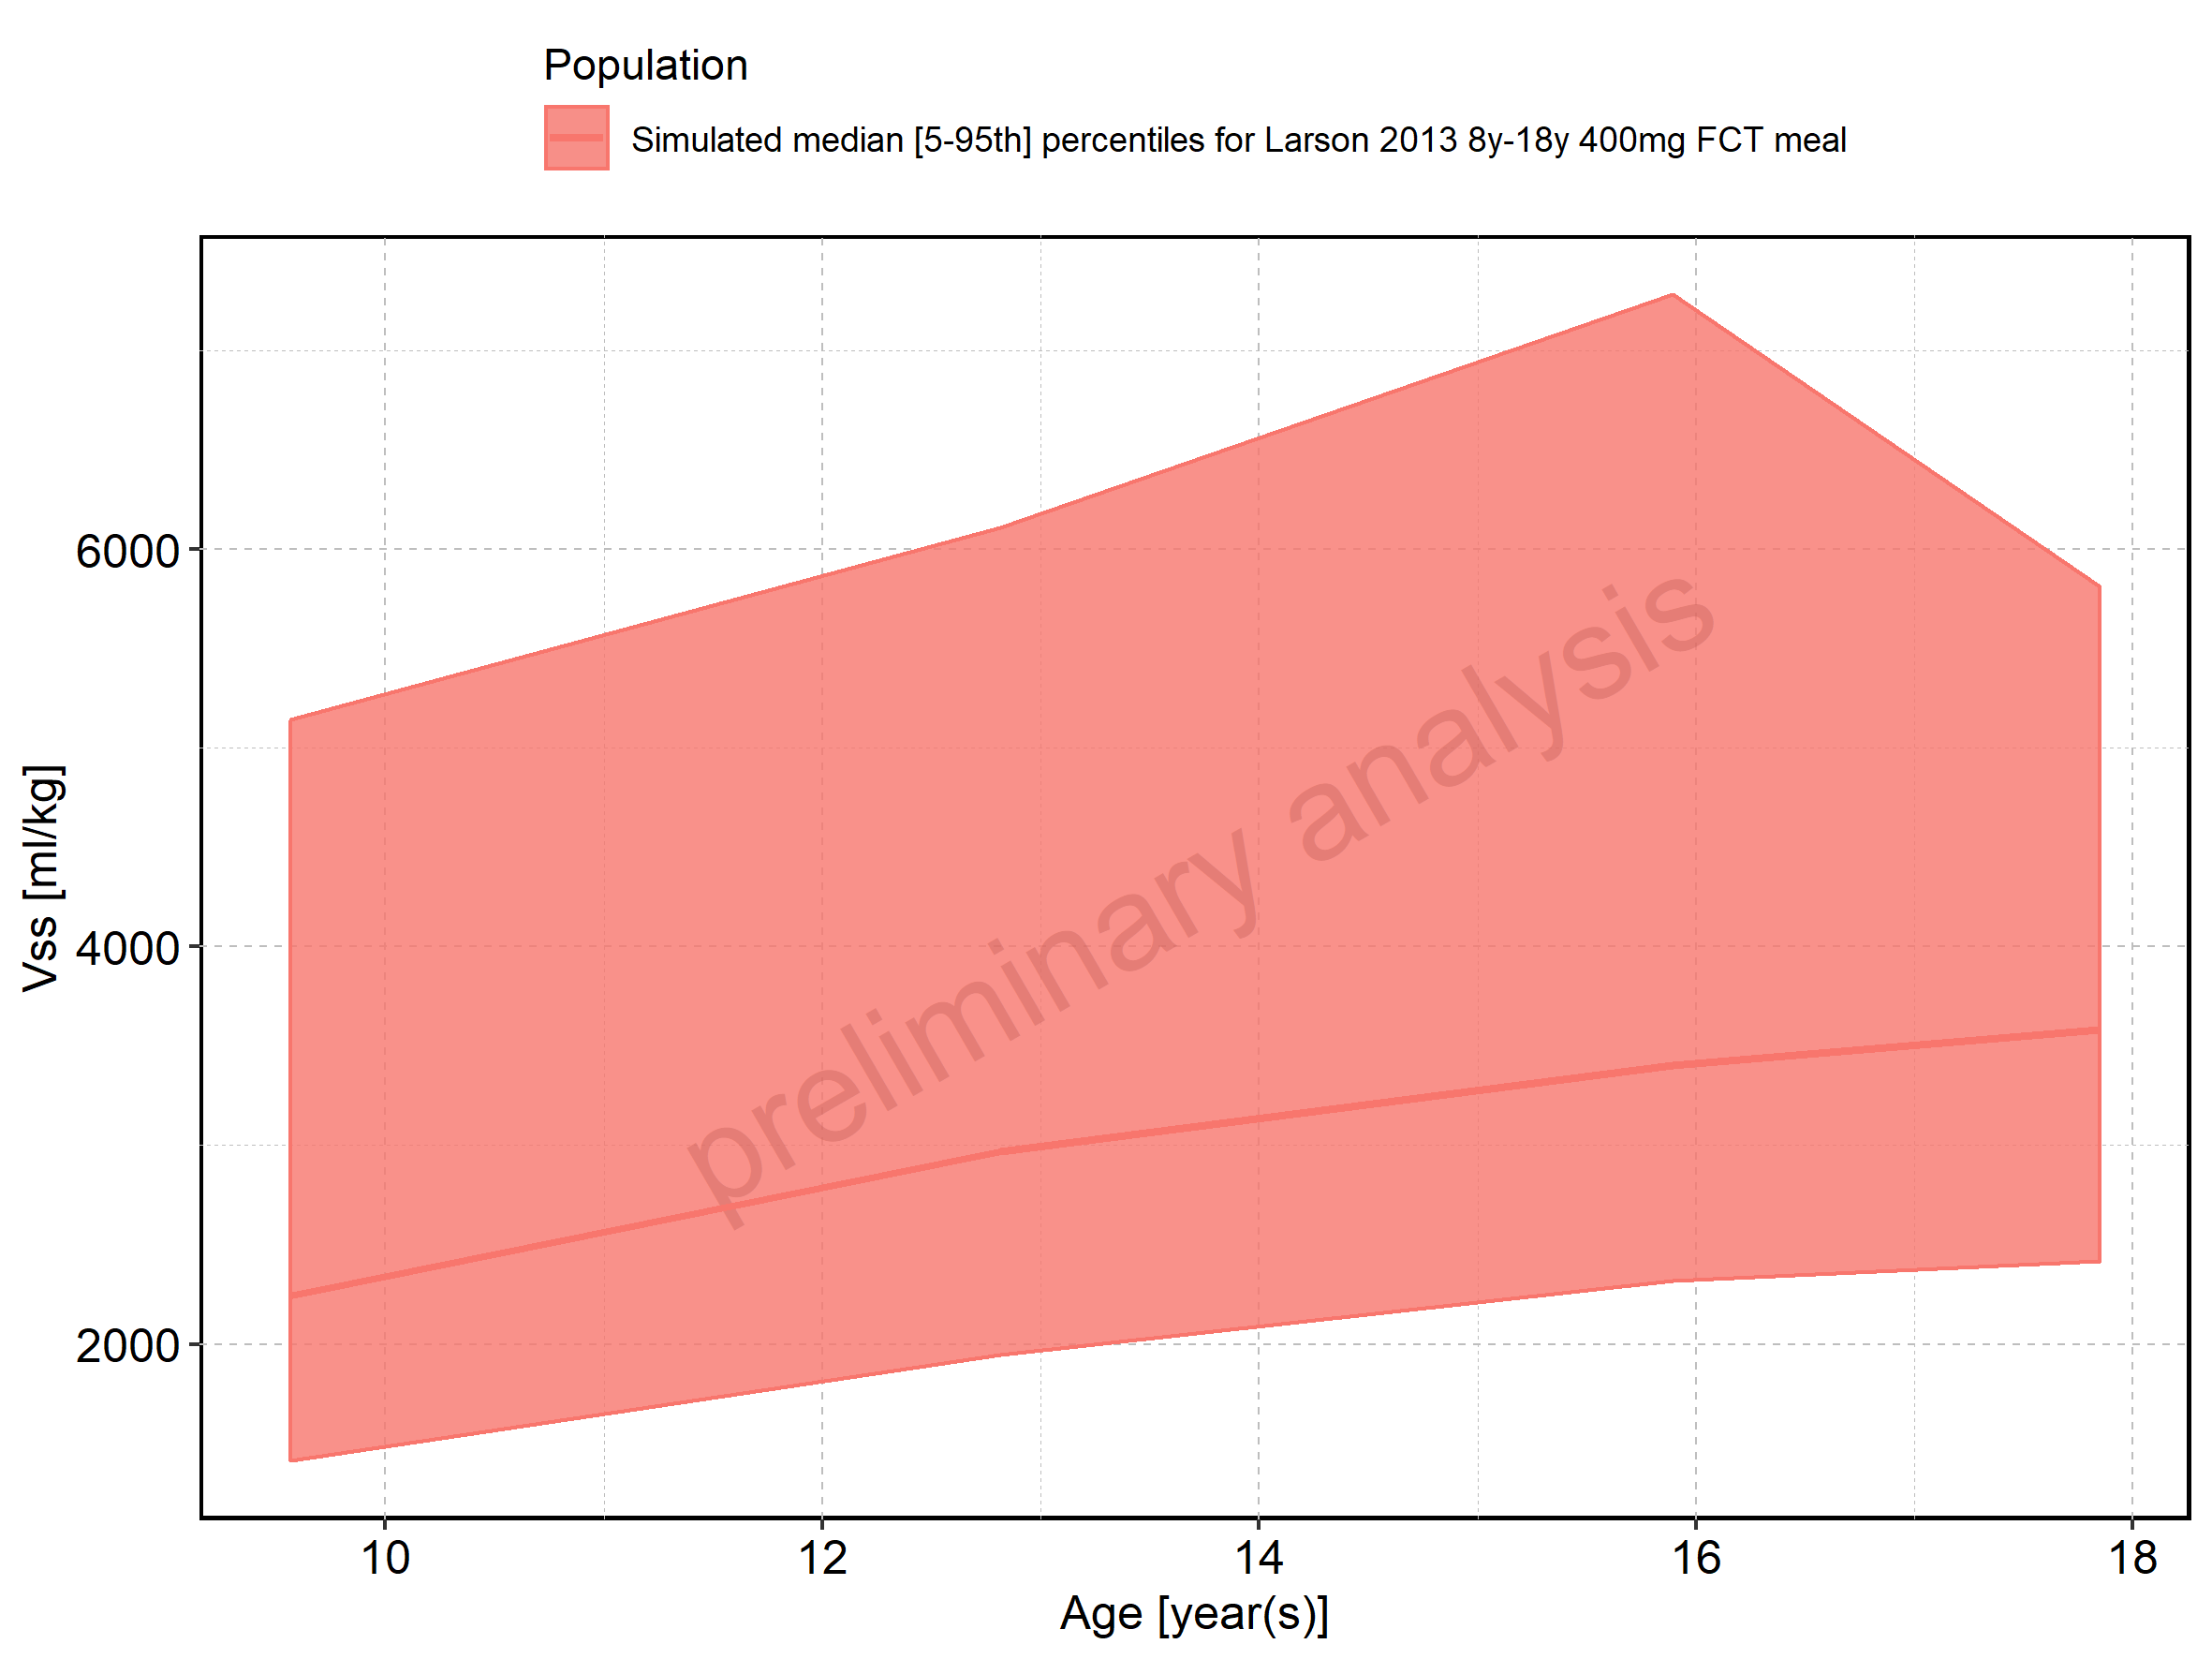 Population
Simulated median [5-95th] percentiles for Larson 2013 8y-18y 400mg FCT meal
6000
4000
2000
Vss [ml/kg]
preliminary analysis
10 12 14 16 18
Age [year(s)]